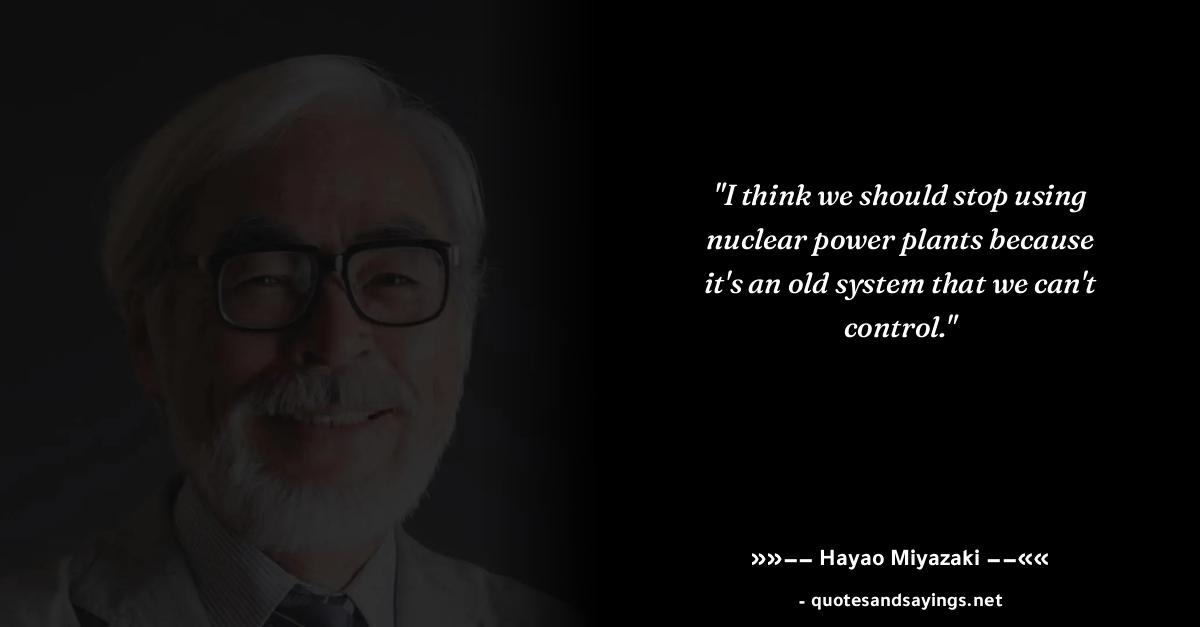 "I think we should stop using
nuclear power plants because
it's an old system that we can't
control."
»»–– Hayao Miyazaki ––««
- quotesandsayings.net